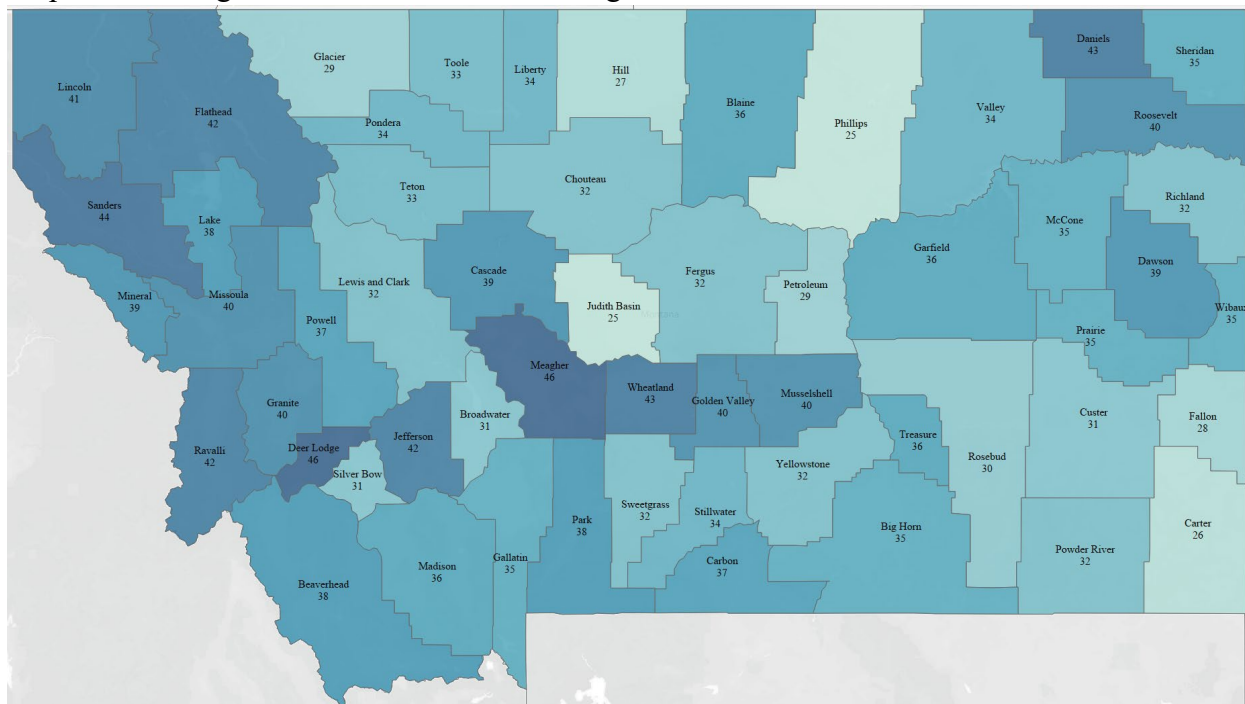 Lincoln
41
Flathead
42
Glacier
29
Toole
33
Liberty
34
Hill
27
Blaine
36
Phillips
25
Valley
34
Daniels
43
Sheridan
35
Roosevelt
40
Pondera
34
Teton
33
Chouteau
32
Sanders
44
Lake
38
Mineral
39
Missoula
40
Powell
37
Lewis and Clark
32
Cascade
39
Judith Basin
25
Fergus
32
Petroleum
29
Garfield
36
McCone
35
Richland
32
Dawson
39
Wibaux
35
Prairie
35
Meagher
46
Wheatland
43
Golden Valley
40
Musselshell
40
Granite
40
Broadwater
31
Ravalli
42
Deer Lodge
46
Jefferson
42
Silver Bow
31
Treasure
36
Rosebud
30
Custer
31
Fallon
28
Yellowstone
32
Sweetgrass
32
Stillwater
34
Park
38
Gallatin
35
Madison
36
Beaverhead
38
Carbon
37
Big Horn
35
Powder River
32
Carter
26